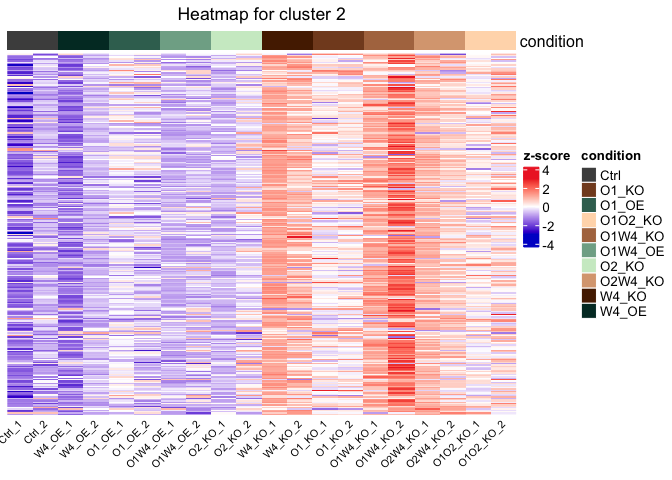 Heatmap for cluster 2
condition
z-score
4
2
0
-2
-4
condition
Ctrl
O1_KO
O1_OE
O1O2_KO
O1W4_KO
O1W4_OE
O2_KO
O2W4_KO
W4_KO
W4_OE
Ctrl_1
Ctrl_2
W4_OE_1
W4_OE_2
O1_OE_1
O1_OE_2
O1W4_OE_1
O1W4_OE_2
O2_KO_1
O2_KO_2
W4_KO_1
W4_KO_2
O1_KO_1
O1_KO_2
O1W4_KO_1
O1W4_KO_2
O2W4_KO_1
O2W4_KO_2
O1O2_KO_1
O1O2_KO_2